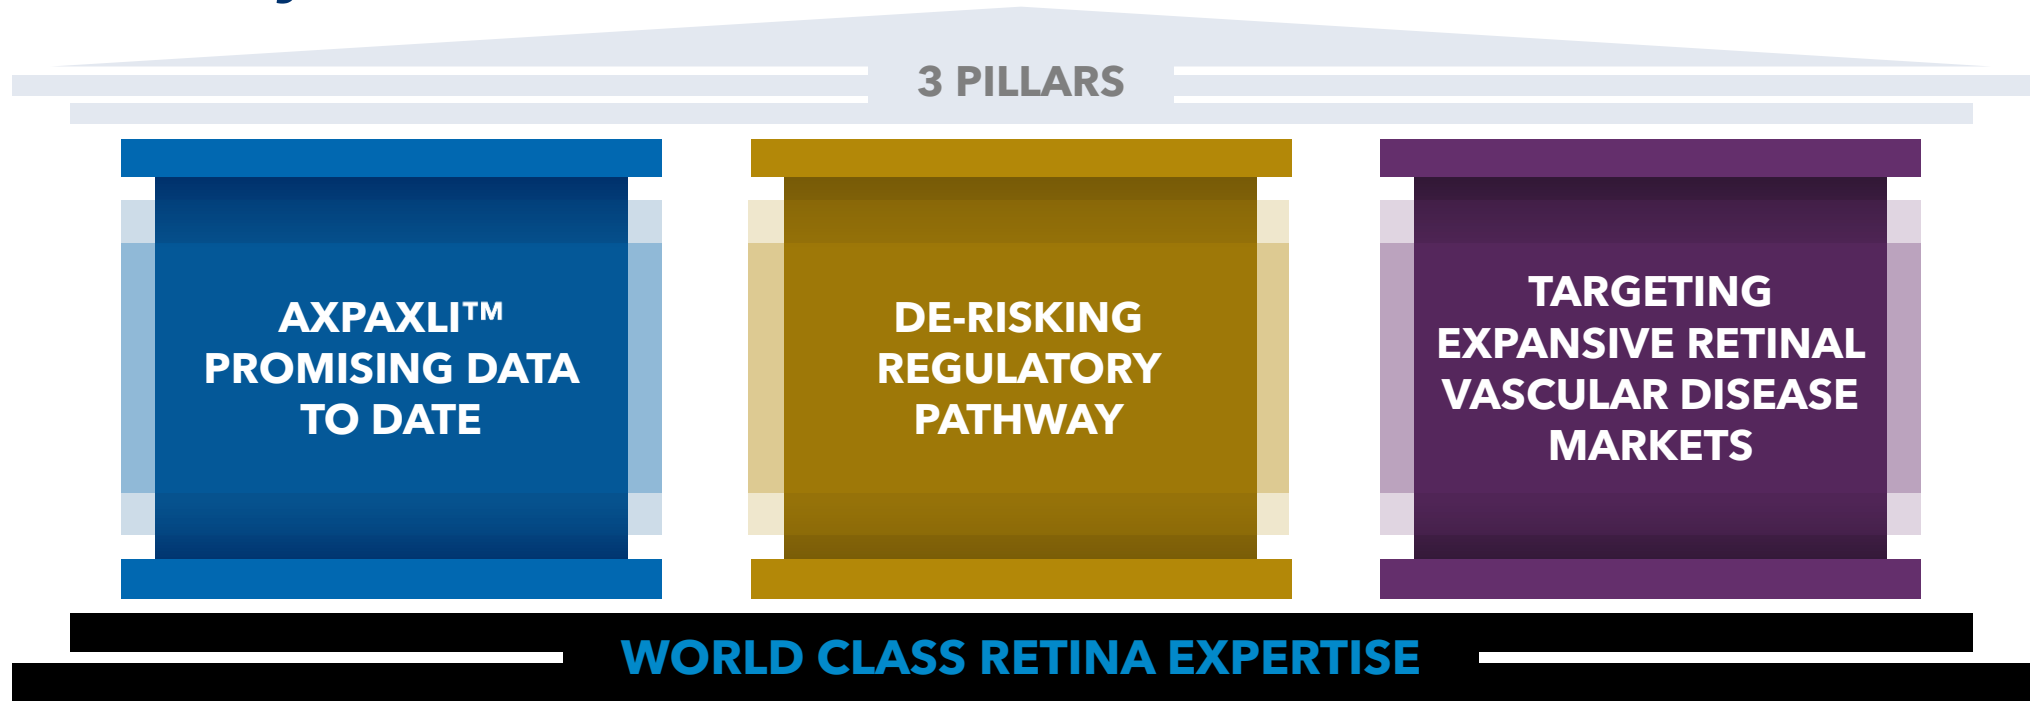 3 PILLARS
AXPAXLI™
PROMISING DATA
TO DATE
DE-RISKING
REGULATORY
PATHWAY
TARGETING
EXPANSIVE RETINAL
VASCULAR DISEASE
MARKETS
WORLD CLASS RETINA EXPERTISE